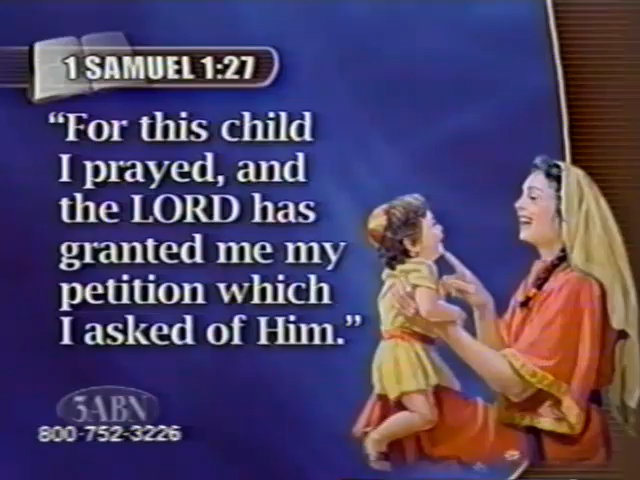 1 SAMUEL 1:27
“For this child
I prayed, and
the LORD has
granted me my
petition which
I asked of Him.”
3ABN
800-752-3226